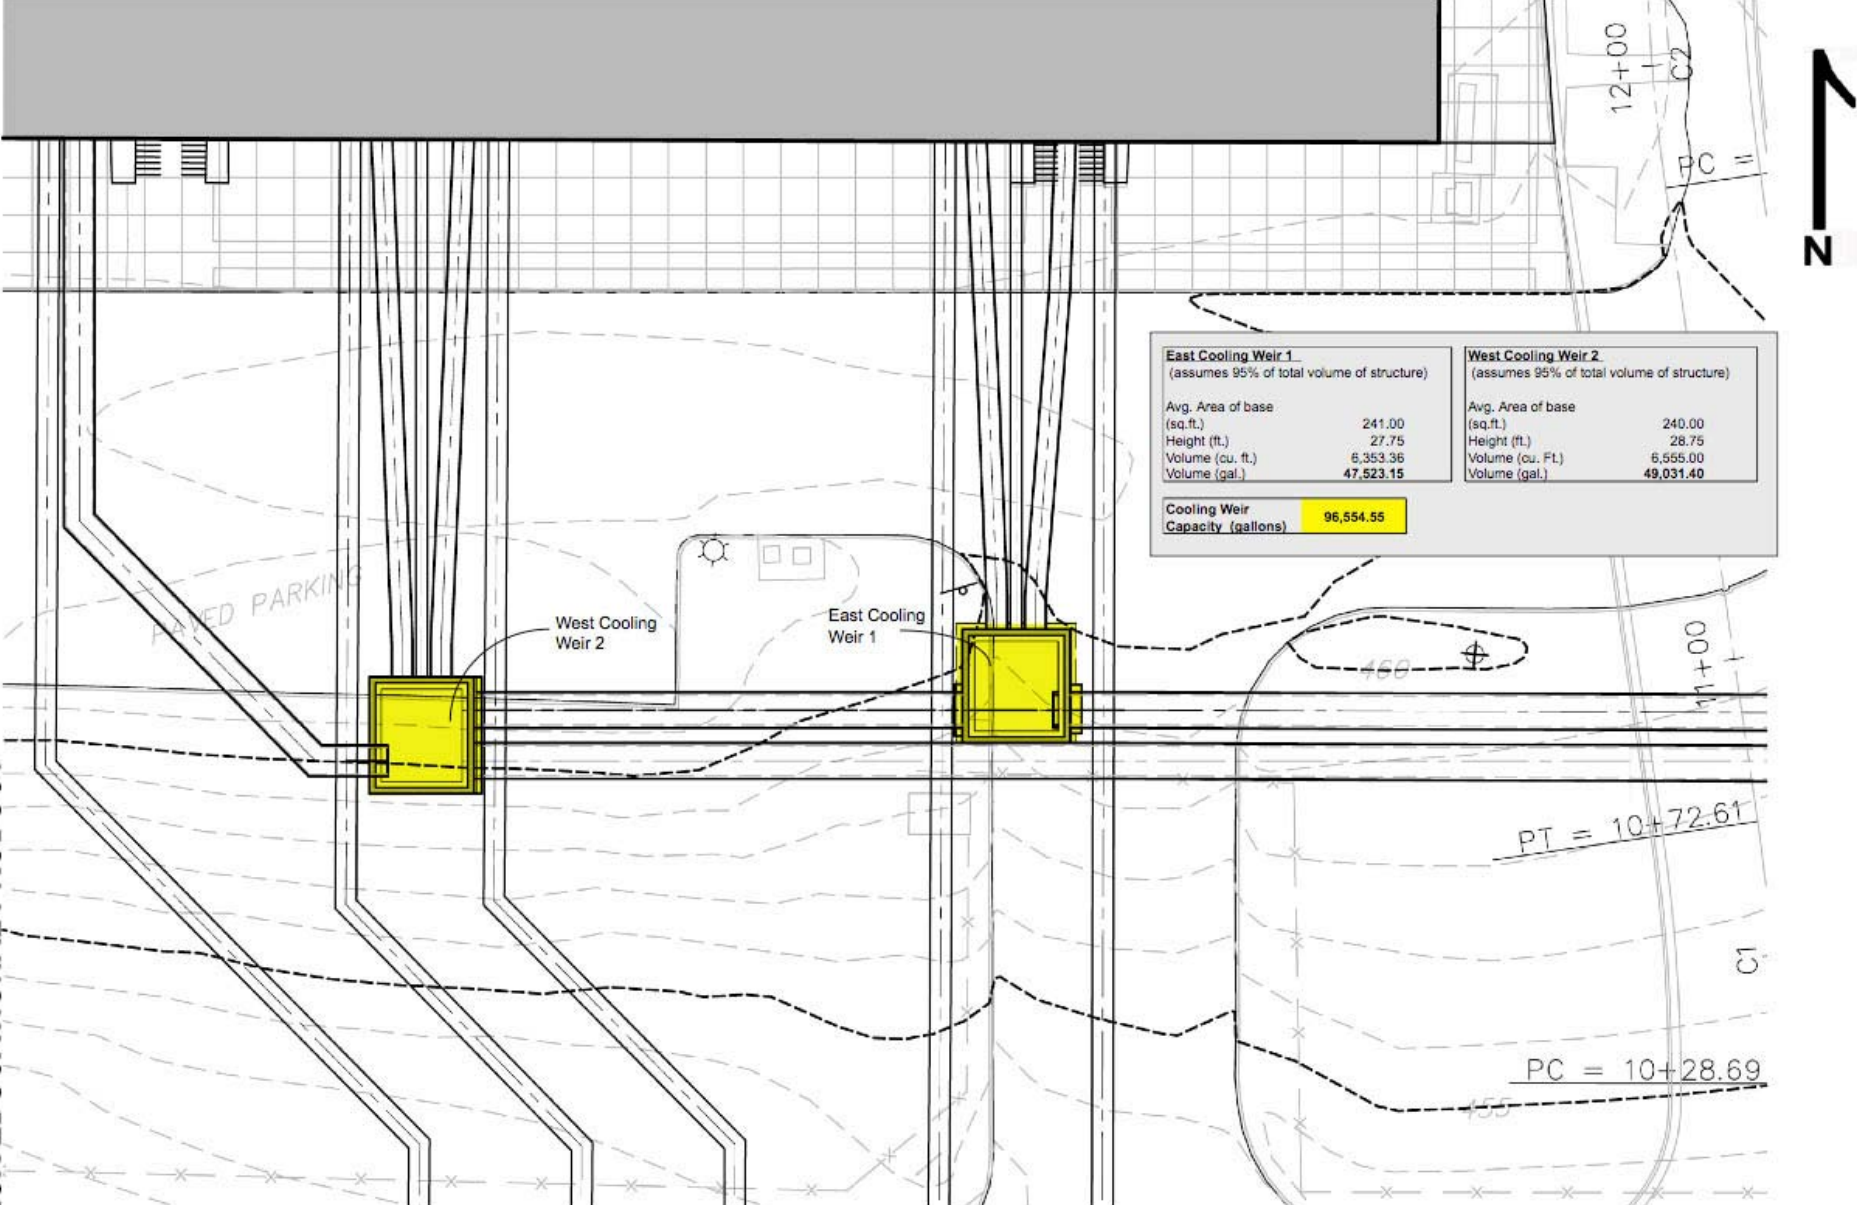 12+00
C2
PC =
N
East Cooling Weir 1
(assumes 95% of total volume of structure)
Avg. Area of base
(sq.ft.) 241.00
Height (ft.) 27.75
Volume (cu. ft.) 6,353.36
Volume (gal.) 47,523.15
West Cooling Weir 2
(assumes 95% of total volume of structure)
Avg. Area of base
(sq.ft.) 240.00
Height (ft.) 28.75
Volume (cu. Ft.) 6,555.00
Volume (gal.) 49,031.40
Cooling Weir
Capacity (gallons) 96,554.55
PAVED PARKING
West Cooling
Weir 2
East Cooling
Weir 1
460
11+00
PT = 10+72.61
C1
PC = 10+28.69
455